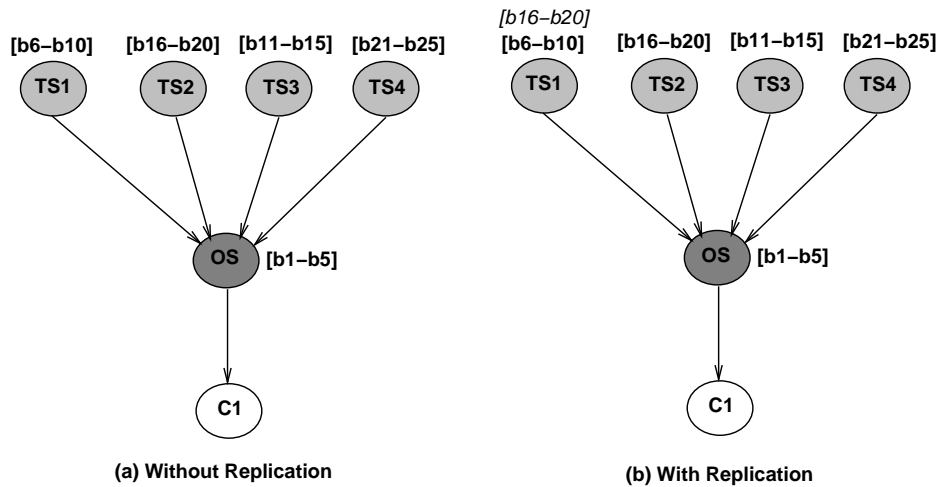 [b6−b10] [b16−b20] [b11−b15] [b21−b25]
TS1 TS2 TS3 TS4
OS [b1−b5]
C1
(a) Without Replication
[b16−b20]
[b6−b10] [b16−b20] [b11−b15] [b21−b25]
TS1 TS2 TS3 TS4
OS [b1−b5]
C1
(b) With Replication